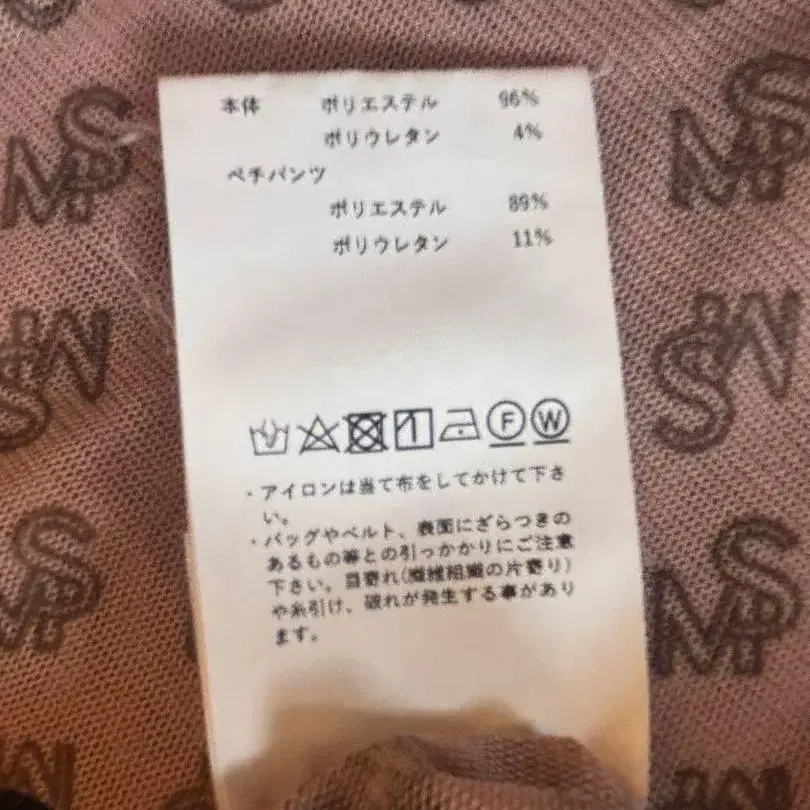 本体 ポリエステル 96%
ポリウレタン 4%
ペチパンツ
ポリエステル 89%
ポリウレタン 11%
F W
・アイロンは当て布をしてかけて下さ
い。
・バッグやベルト、表面にざらつきの
あるもの等との引っかかりにご注意
下さい。目寄れ(繊維組織の片寄り)
や糸引け、破れが発生する事があり
ます。